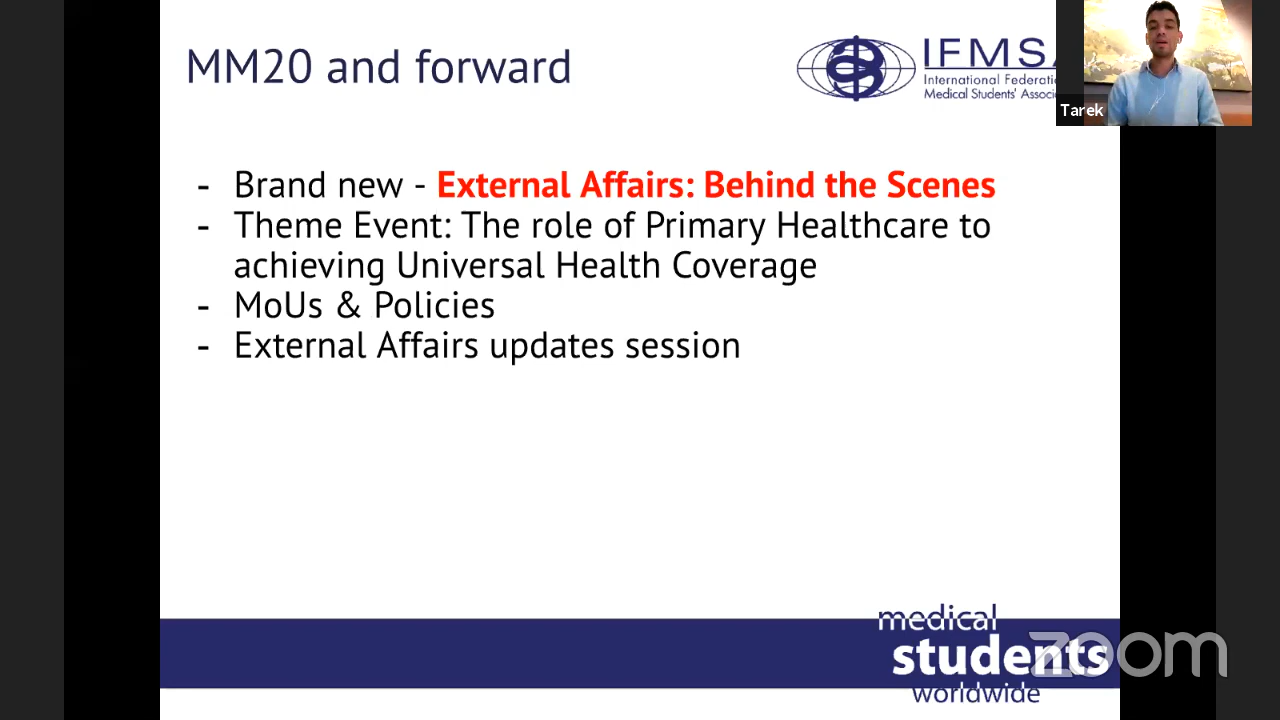 MM20 and forward
IFMSA
International Federatio
Medical Students' Associ
Tarek
- Brand new - External Affairs: Behind the Scenes
- Theme Event: The role of Primary Healthcare to
achieving Universal Health Coverage
- MoUs & Policies
- External Affairs updates session
medical
students
worldwide
zoom